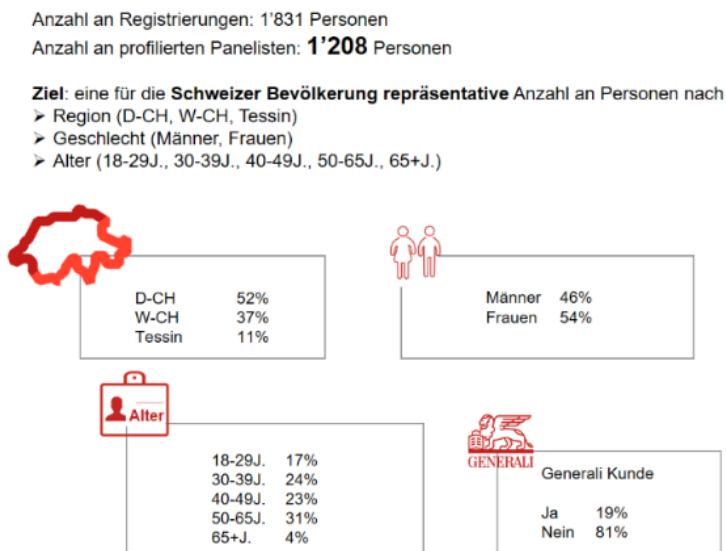 Anzahl an Registrierungen: 1'831 Personen
Anzahl an profilierten Panelisten: 1'208 Personen
Ziel: eine für die Schweizer Bevölkerung repräsentative Anzahl an Personen nach
➢ Region (D-CH, W-CH, Tessin)
➢ Geschlecht (Männer, Frauen)
➢ Alter (18-29J., 30-39J., 40-49J., 50-65J., 65+J.)
D-CH 52%
W-CH 37%
Tessin 11%
Männer 46%
Frauen 54%
Alter
18-29J. 17%
30-39J. 24%
40-49J. 23%
50-65J. 31%
65+J. 4%
GENERALI
Generali Kunde
Ja 19%
Nein 81%